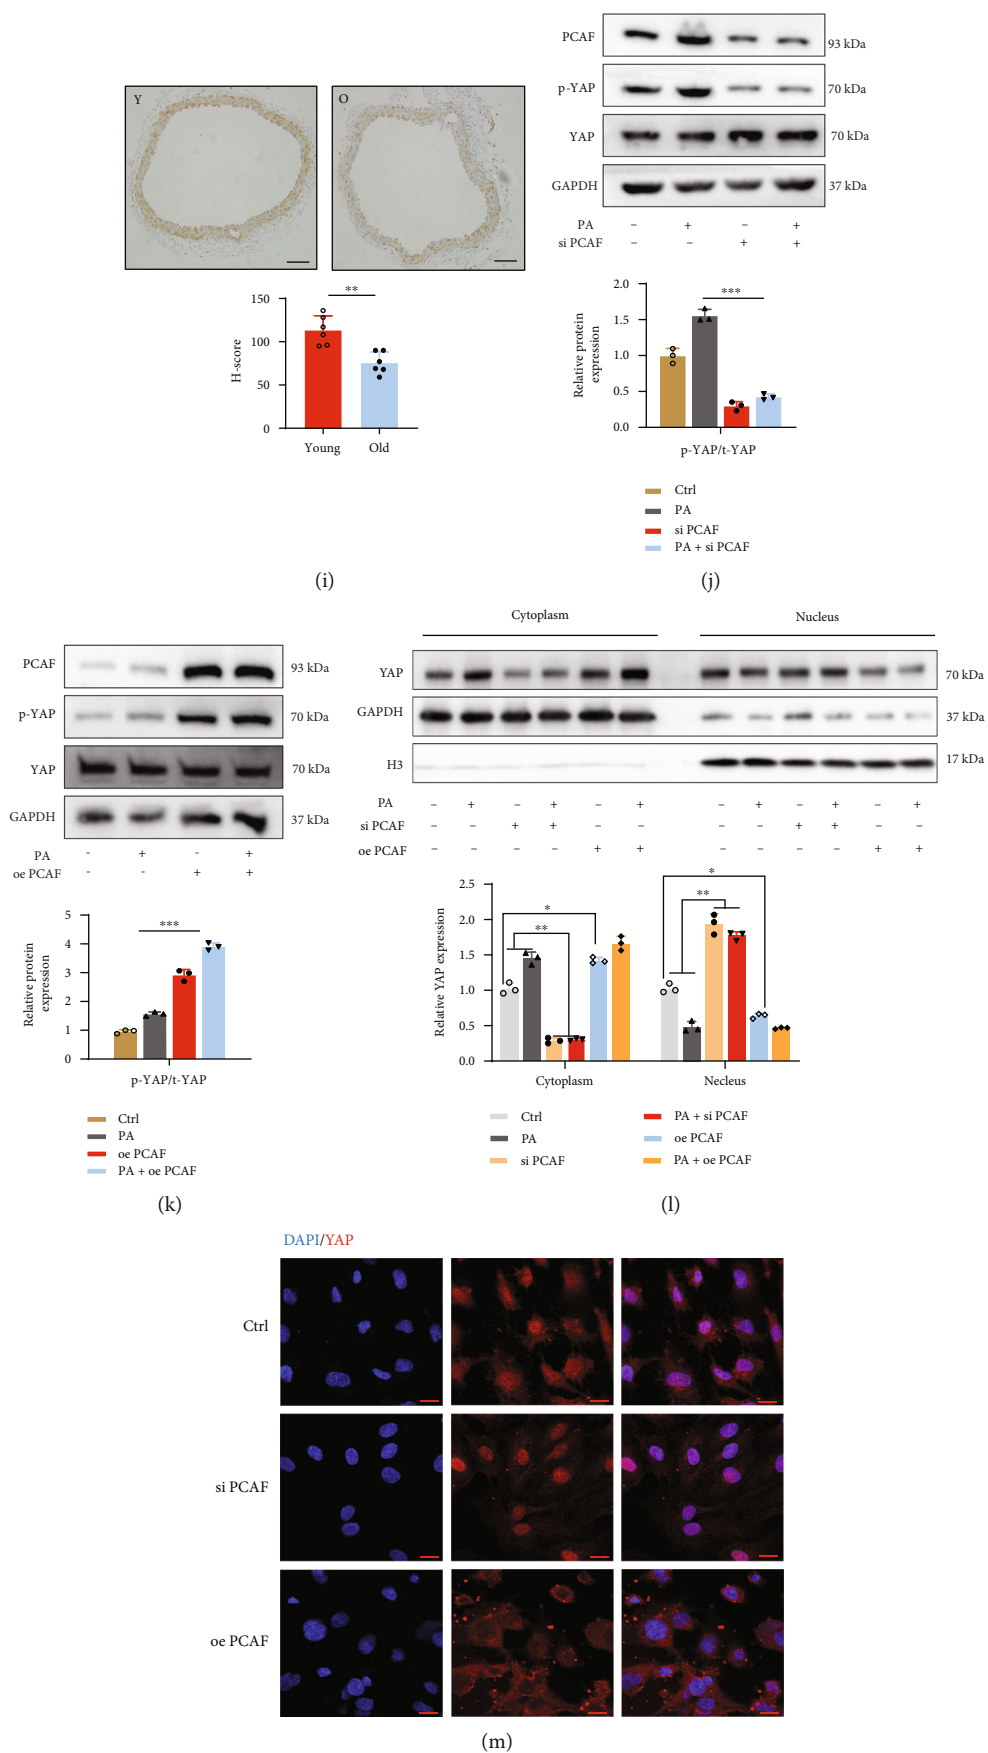 Y
O
**
150
100
50
0
H-score
Young
Old
(i)
PCAF
93 kDa
p-YAP
70 kDa
YAP
70 kDa
GAPDH
37 kDa
PA
– + – +
si PCAF
– – + +
2.0
1.5
1.0
0.5
0.0
Relative protein
expression
***
p-YAP/t-YAP
Ctrl
PA
si PCAF
PA + si PCAF
(j)
PCAF
93 kDa
p-YAP
70 kDa
YAP
70 kDa
GAPDH
37 kDa
PA
- + - +
oe PCAF
- - + +
5
4
3
2
1
0
Relative protein
expression
***
p-YAP/t-YAP
Ctrl
PA
oe PCAF
PA + oe PCAF
(k)
Cytoplasm
Nucleus
YAP
70 kDa
GAPDH
37 kDa
H3
17 kDa
PA
– + – + – + – + – + – +
si PCAF
– – + + – – – – + + – –
oe PCAF
– – – – + + – – – – + +
2.5
2.0
1.5
1.0
0.5
0.0
Relative YAP expression
*
**
*
**
Cytoplasm
Necleus
Ctrl
PA
si PCAF
PA + si PCAF
oe PCAF
PA + oe PCAF
(l)
DAPI/YAP
Ctrl
si PCAF
oe PCAF
(m)